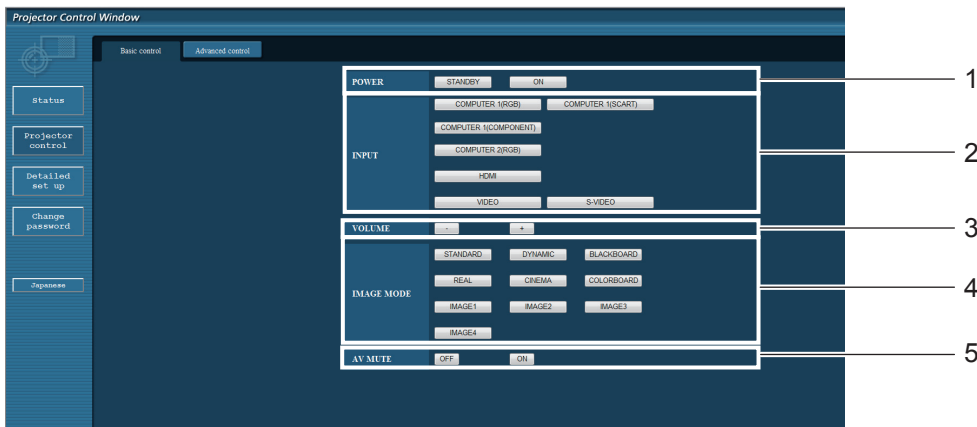 Projector Control Window
Basic control Advanced control
Status
Projector
control
Detailed
set up
Change
password
Japanese
POWER STANDBY ON
INPUT
COMPUTER 1(RGB) COMPUTER 1(SCART)
COMPUTER 1(COMPONENT)
COMPUTER 2(RGB)
HDMI
VIDEO S-VIDEO
VOLUME - +
IMAGE MODE
STANDARD DYNAMIC BLACKBOARD
REAL CINEMA COLORBOARD
IMAGE1 IMAGE2 IMAGE3
IMAGE4
AV MUTE OFF ON
1
2
3
4
5